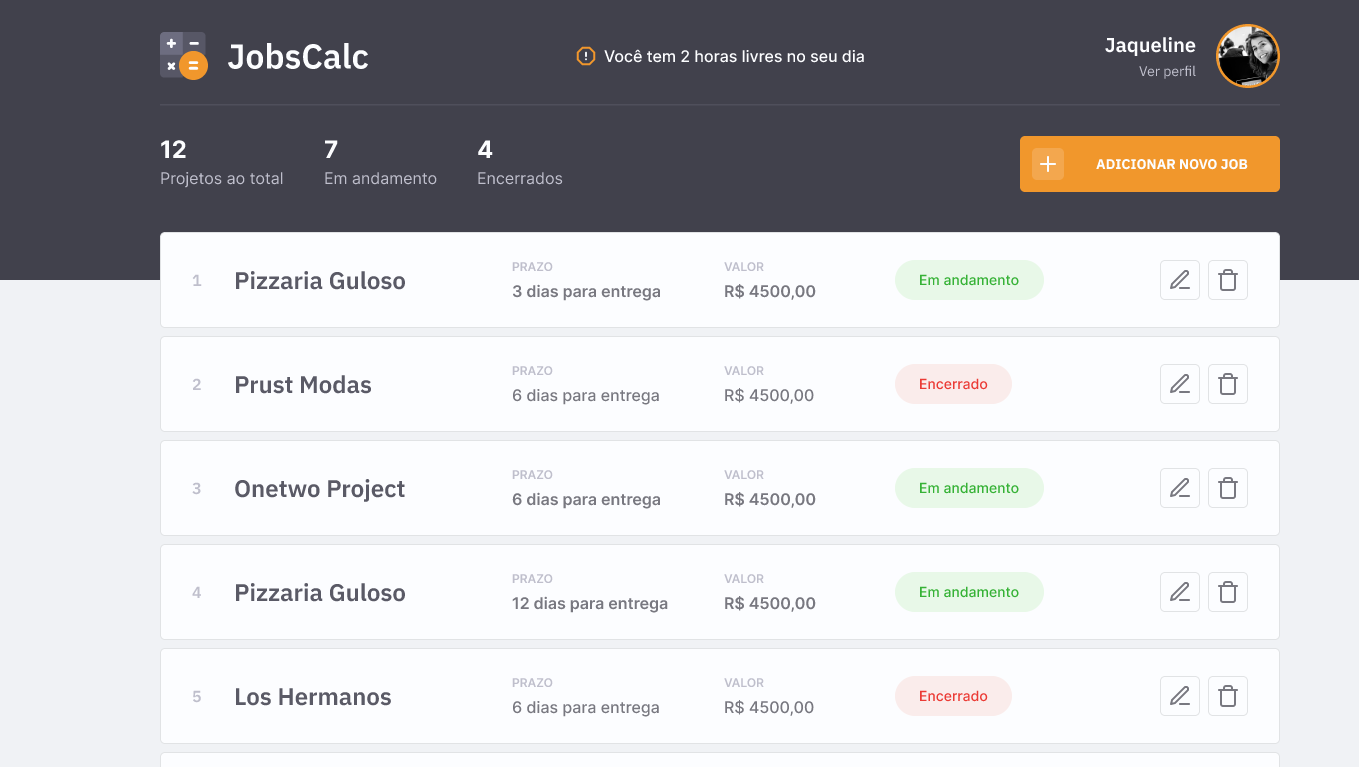 JobsCalc
Você tem 2 horas livres no seu dia
Jaqueline
Ver perfil
12
Projetos ao total
7
Em andamento
4
Encerrados
ADICIONAR NOVO JOB
1
Pizzaria Guloso
PRAZO
3 dias para entrega
VALOR
R$ 4500,00
Em andamento
2
Prust Modas
PRAZO
6 dias para entrega
VALOR
R$ 4500,00
Encerrado
3
Onetwo Project
PRAZO
6 dias para entrega
VALOR
R$ 4500,00
Em andamento
4
Pizzaria Guloso
PRAZO
12 dias para entrega
VALOR
R$ 4500,00
Em andamento
5
Los Hermanos
PRAZO
6 dias para entrega
VALOR
R$ 4500,00
Encerrado